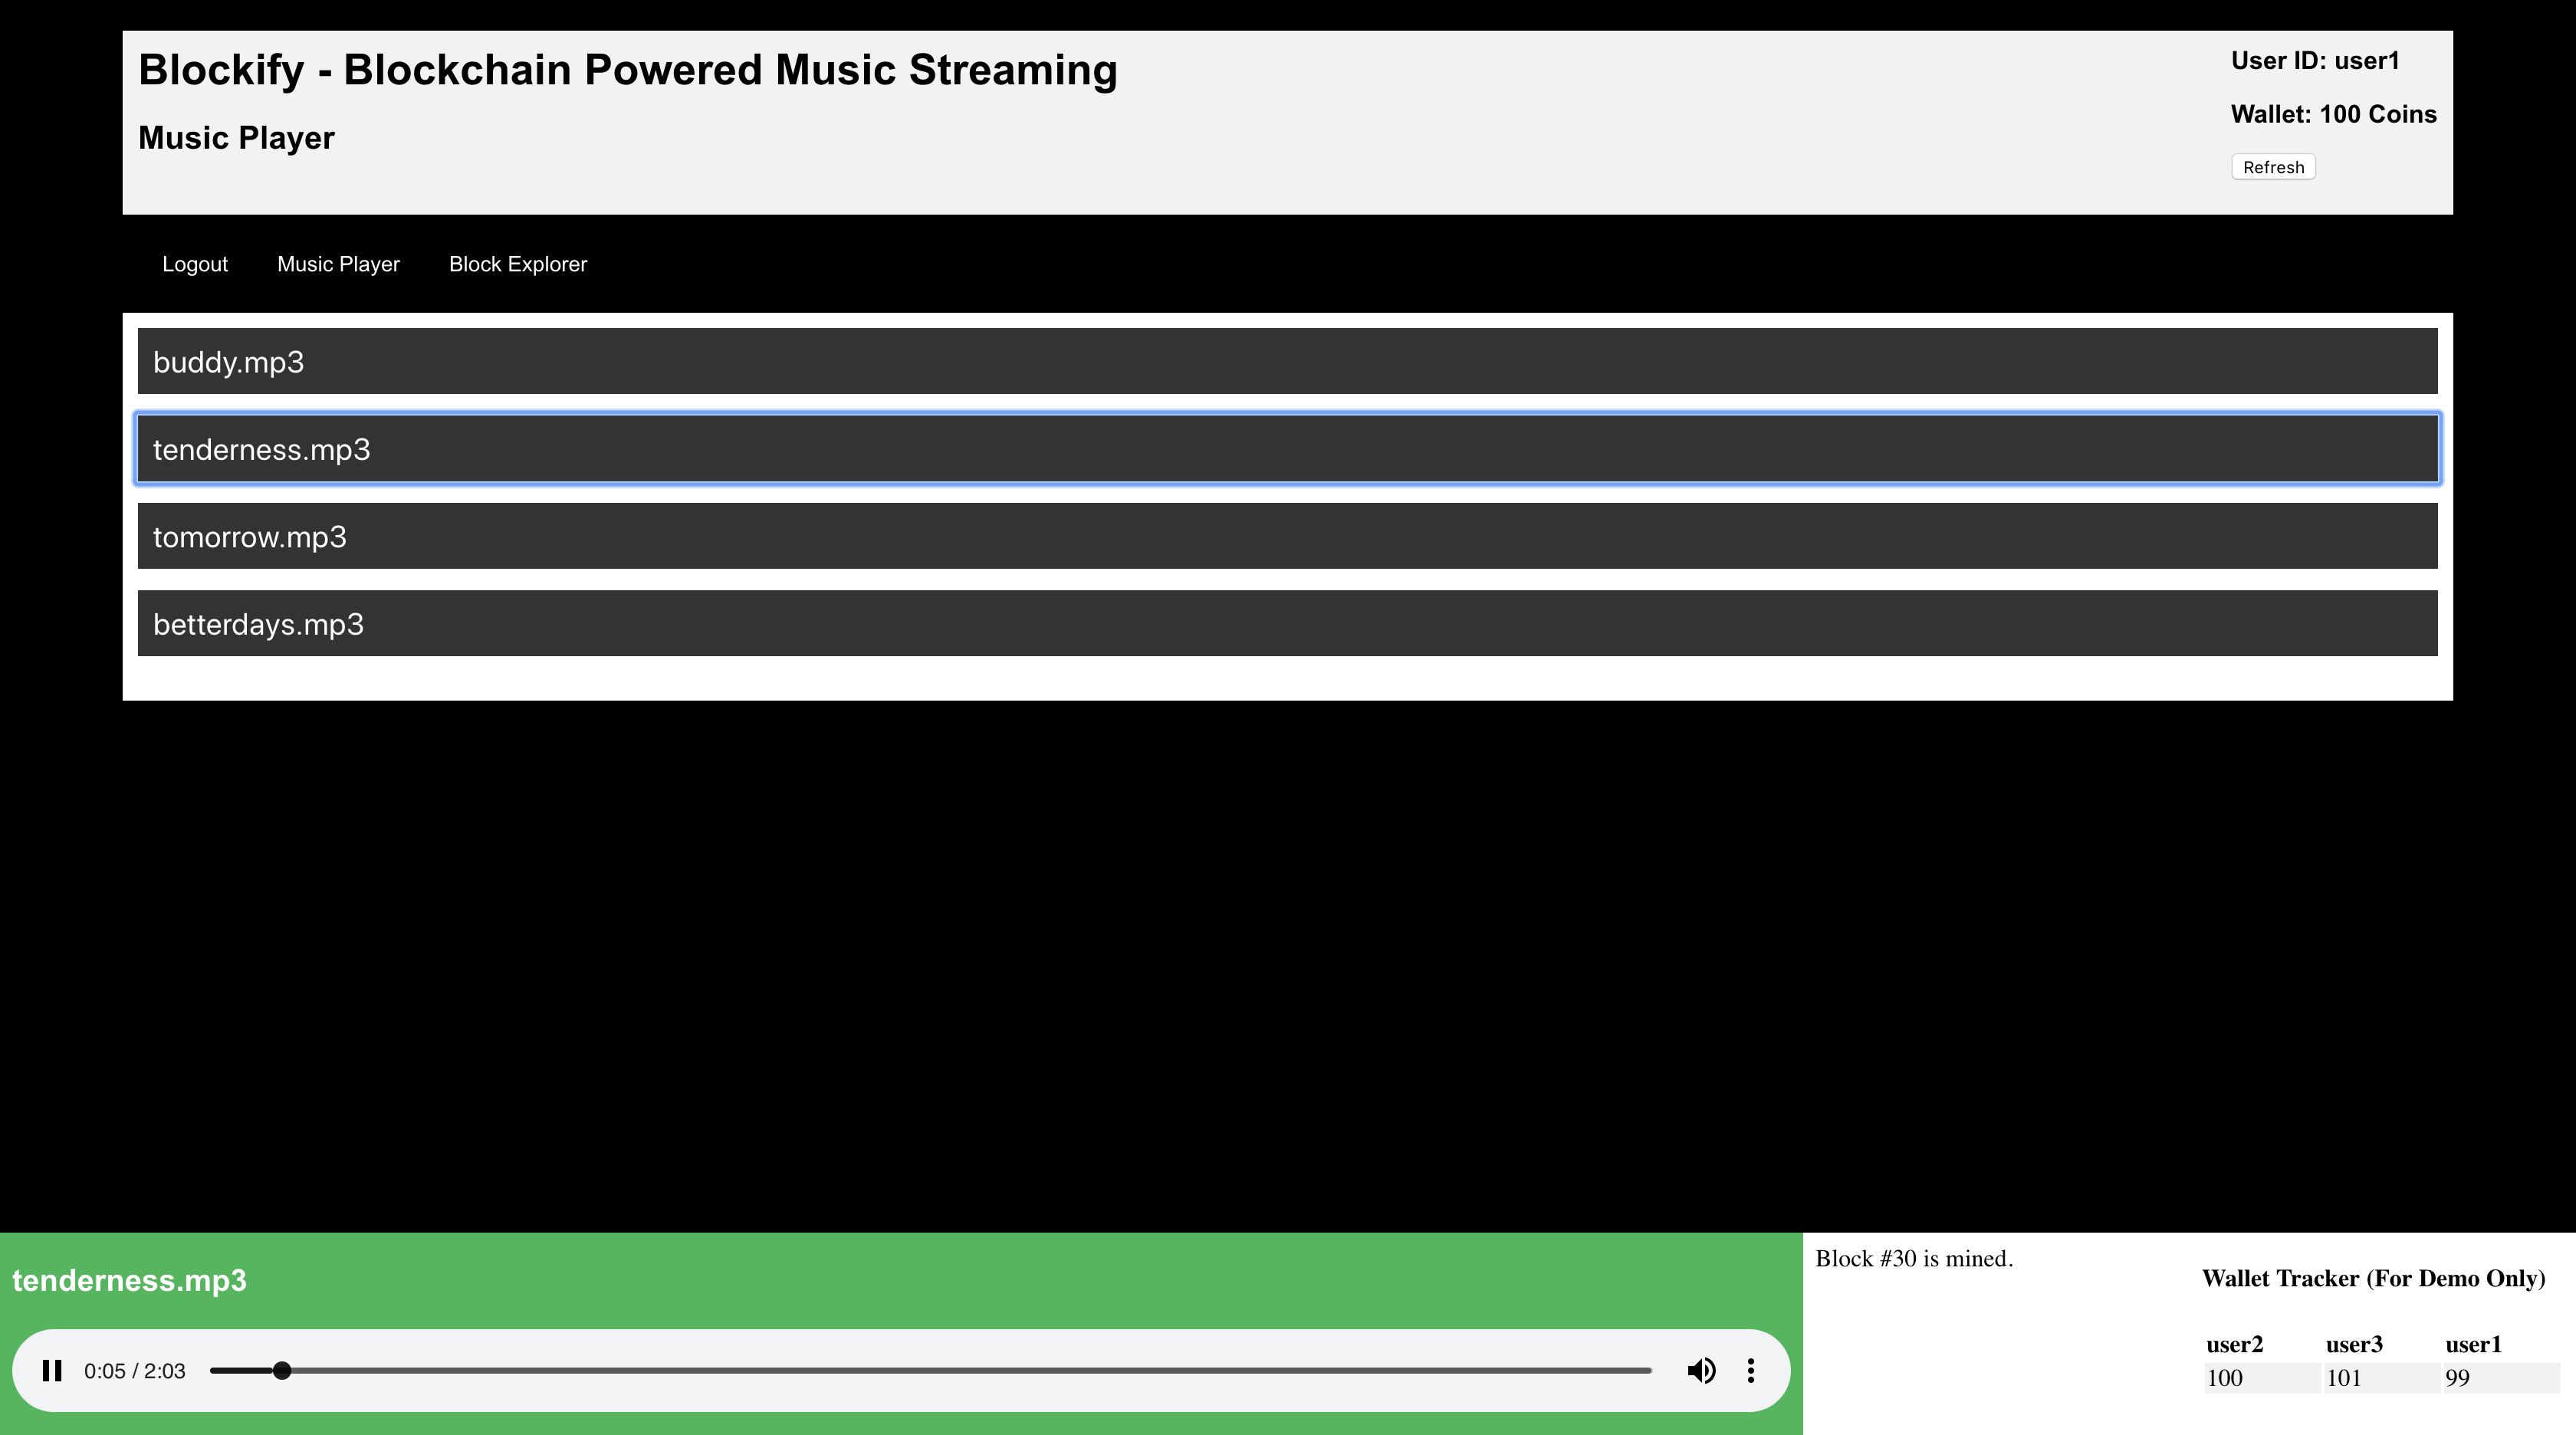 Blockify - Blockchain Powered Music Streaming
Music Player
User ID: user1
Wallet: 100 Coins
Refresh
Logout Music Player Block Explorer
buddy.mp3
tenderness.mp3
tomorrow.mp3
betterdays.mp3
tenderness.mp3
0:05 / 2:03
Block #30 is mined.
Wallet Tracker (For Demo Only)
user2 user3 user1
100 101 99